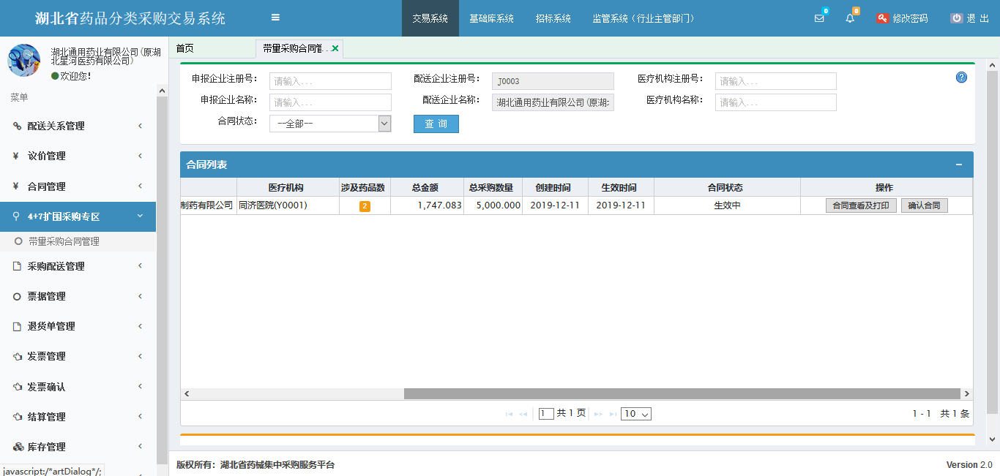 湖北省药品分类采购交易系统
交易系统
基础库系统
招标系统
监管系统（行业主管部门）
0
0
修改密码
退 出
湖北通用药业有限公司(原湖
北星河医药有限公司)
欢迎您!
菜单
配送关系管理
¥ 议价管理
¥ 合同管理
4+7扩围采购专区
带量采购合同管理
采购配送管理
票据管理
退货单管理
发票管理
发票确认
结算管理
库存管理
javascript:/*artDialog*/;
首页
带量采购合同管...
申报企业注册号：
请输入...
配送企业注册号：
J0003
医疗机构注册号：
请输入...
?
申报企业名称：
请输入...
配送企业名称：
湖北通用药业有限公司(原湖北
医疗机构名称：
请输入...
合同状态：
--全部--
查 询
合同列表
医疗机构 涉及药品数 总金额 总采购数量 创建时间 生效时间 合同状态 操作
制药有限公司 同济医院(Y0001) 2 1,747.083 5,000.000 2019-12-11 2019-12-11 生效中 合同查看及打印 确认合同
1 共 1 页 10
1 - 1 共 1 条
版权所有：湖北省药械集中采购服务平台
Version 2.0